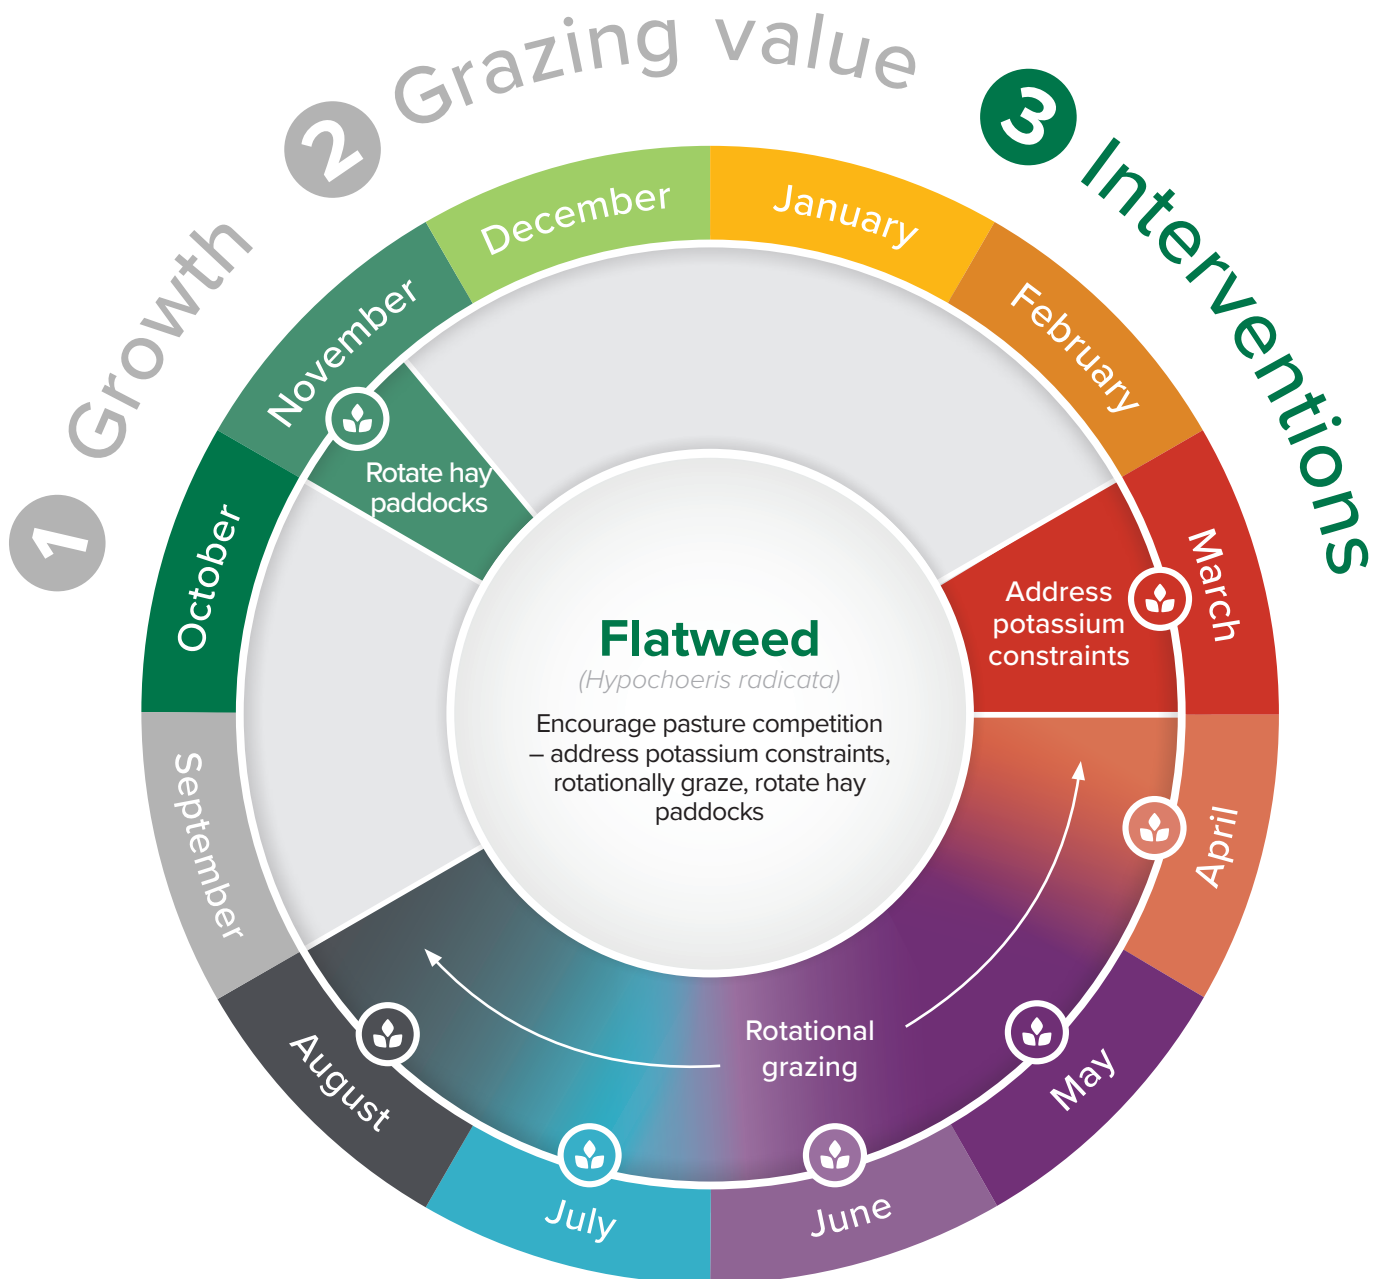 1 Growth
2 Grazing value
3 Interventions
January
February
March
April
May
June
July
August
September
October
November
December
Rotate hay
paddocks
Address
potassium
constraints
Rotational
grazing
Flatweed
(Hypochoeris radicata)
Encourage pasture competition
– address potassium constraints,
rotationally graze, rotate hay
paddocks